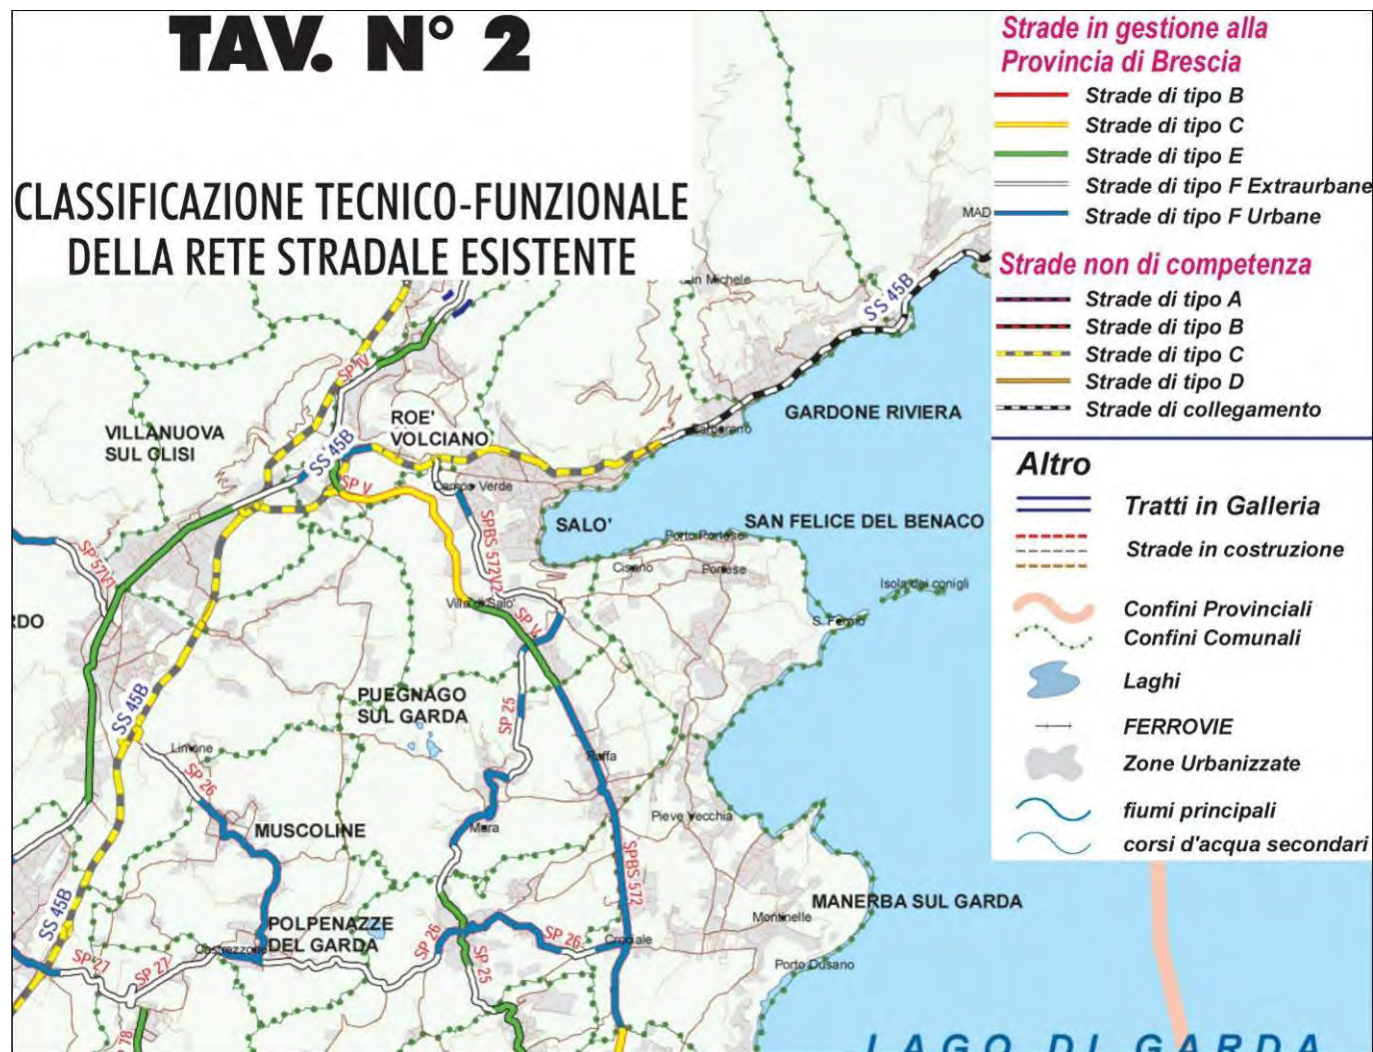 TAV. N° 2
CLASSIFICAZIONE TECNICO-FUNZIONALE
DELLA RETE STRADALE ESISTENTE
Strade in gestione alla
Provincia di Brescia
Strade di tipo B
Strade di tipo C
Strade di tipo E
Strade di tipo F Extraurbane
Strade di tipo F Urbane
Strade non di competenza
Strade di tipo A
Strade di tipo B
Strade di tipo C
Strade di tipo D
Strade di collegamento
Altro
Tratti in Galleria
Strade in costruzione
Confini Provinciali
Confini Comunali
Laghi
FERROVIE
Zone Urbanizzate
fiumi principali
corsi d'acqua secondari
MAD
SS 45B
SP IV
GARDONE RIVIERA
ROE'
VOLCIANO
VILLANUOVA
SUL CLISI
SS 45B
SP V
Campo Verde
SALO'
SAN FELICE DEL BENACO
Porto Portese
SPBS 572V2
Cisano
Portese
Isola dei conigli
RDO
Villa di Salo'
SP V
S. Fermo
PUEGNAGO
SUL GARDA
SP 25
SS 45B
Limone
Raffa
SP 26
MUSCOLINE
Mura
Pieve Vecchia
SPBS 572
MANERBA SUL GARDA
Montinelle
SS 45B
POLPENAZZE
DEL GARDA
Castrezzone
SP 26
SP 26
Crociale
SP 27
SP 27
SP 25
Porto Dusano
LAGO DI GARDA